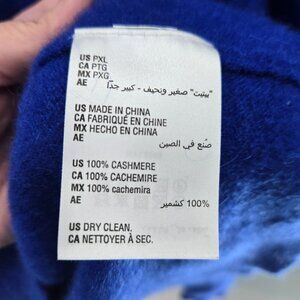 US PXL
CA PTG
MX PXG
AE
"بيتيت" صغير ونحيف - كبير جدًا
US MADE IN CHINA
CA FABRIQUÉ EN CHINE
MX HECHO EN CHINA
AE
صُنع في الصين
US 100% CASHMERE
CA 100% CACHEMIRE
MX 100% cachemira
AE 100% كشمير
US DRY CLEAN.
CA NETTOYER À SEC.